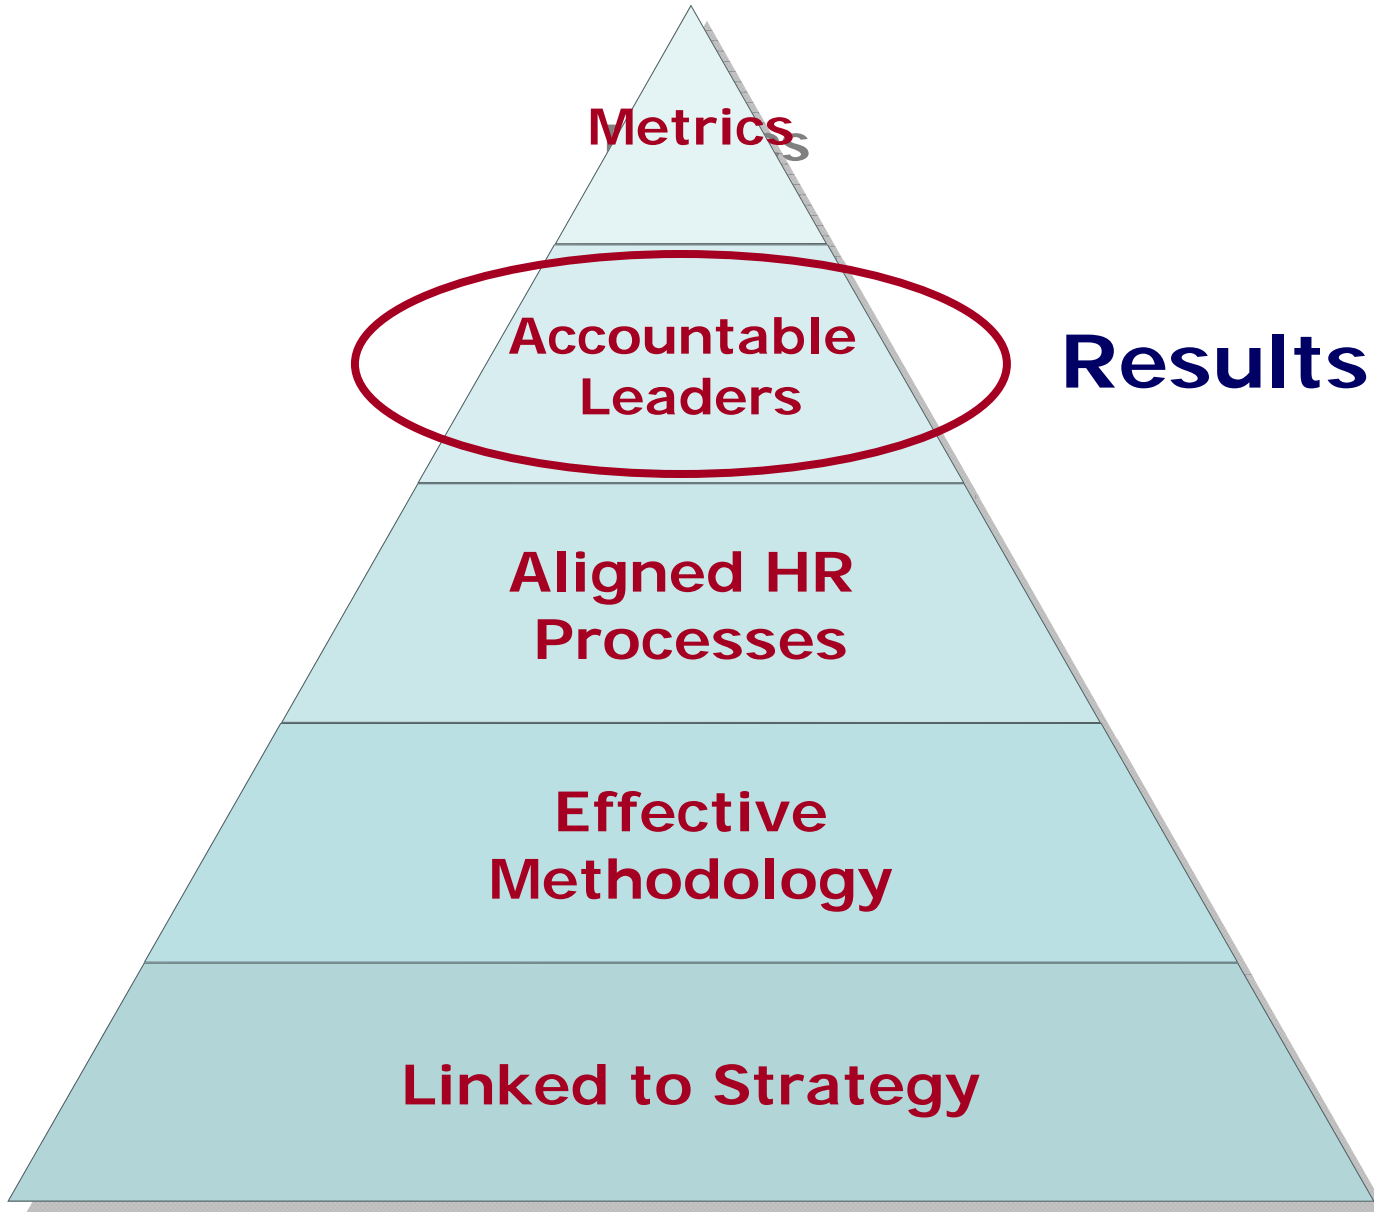 Metrics
Accountable
Leaders
Results
Aligned HR
Processes
Effective
Methodology
Linked to Strategy